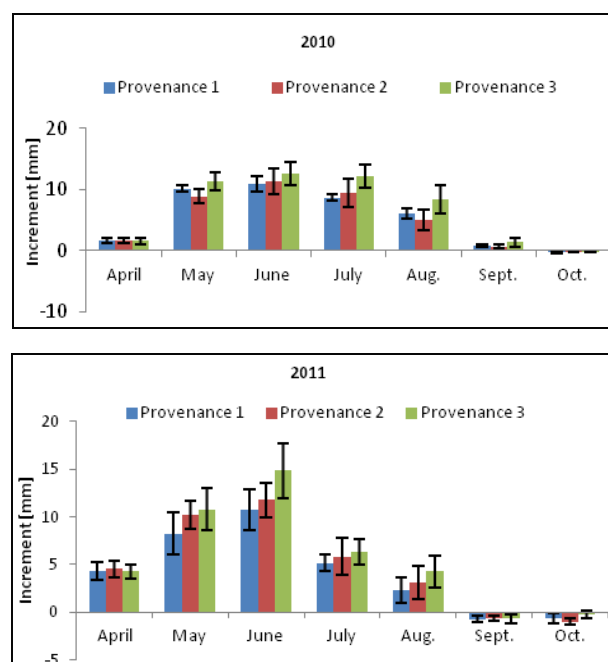 2010
Provenance 1 Provenance 2 Provenance 3
Increment [mm]
20
10
0
-10
April May June July Aug. Sept. Oct.
2011
Provenance 1 Provenance 2 Provenance 3
Increment [mm]
20
15
10
5
0
-5
April May June July Aug. Sept. Oct.